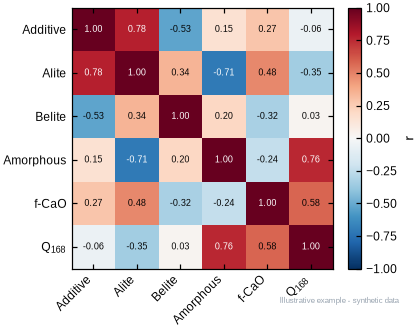 Additive 1.00 0.78 -0.53 0.15 0.27 -0.06
Alite 0.78 1.00 0.34 -0.71 0.48 -0.35
Belite -0.53 0.34 1.00 0.20 -0.32 0.03
Amorphous 0.15 -0.71 0.20 1.00 -0.24 0.76
f-CaO 0.27 0.48 -0.32 -0.24 1.00 0.58
Q₁₆₈ -0.06 -0.35 0.03 0.76 0.58 1.00
Additive Alite Belite Amorphous f-CaO Q₁₆₈
1.00
0.75
0.50
0.25
0.00
−0.25
−0.50
−0.75
−1.00
r
Illustrative example - synthetic data